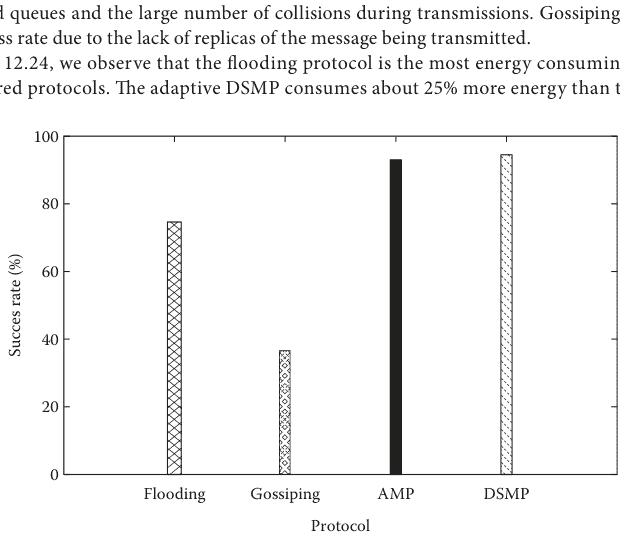 d queues and the large number of collisions during transmissions. Gossiping
ss rate due to the lack of replicas of the message being transmitted.
12.24, we observe that the flooding protocol is the most energy consumin
red protocols. The adaptive DSMP consumes about 25% more energy than t
100
80
60
40
20
0
Succes rate (%)
Flooding Gossiping AMP DSMP
Protocol